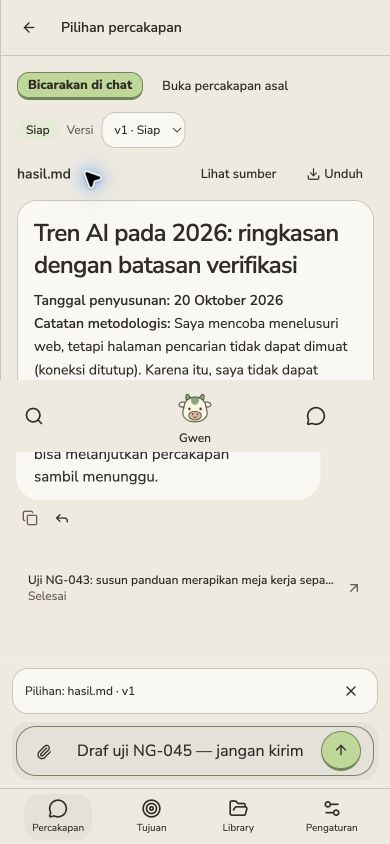 Pilihan percakapan
Bicarakan di chat Buka percakapan asal
Siap Versi v1 · Siap
hasil.md Lihat sumber Unduh
Tren AI pada 2026: ringkasan
dengan batasan verifikasi
Tanggal penyusunan: 20 Oktober 2026
Catatan metodologis: Saya mencoba menelusuri
web, tetapi halaman pencarian tidak dapat dimuat
(koneksi ditutup). Karena itu, saya tidak dapat
Gwen
bisa melanjutkan percakapan
sambil menunggu.
Uji NG-043: susun panduan merapikan meja kerja sepa...
Selesai
Pilihan: hasil.md · v1
Draf uji NG-045 — jangan kirim
Percakapan Tujuan Library Pengaturan